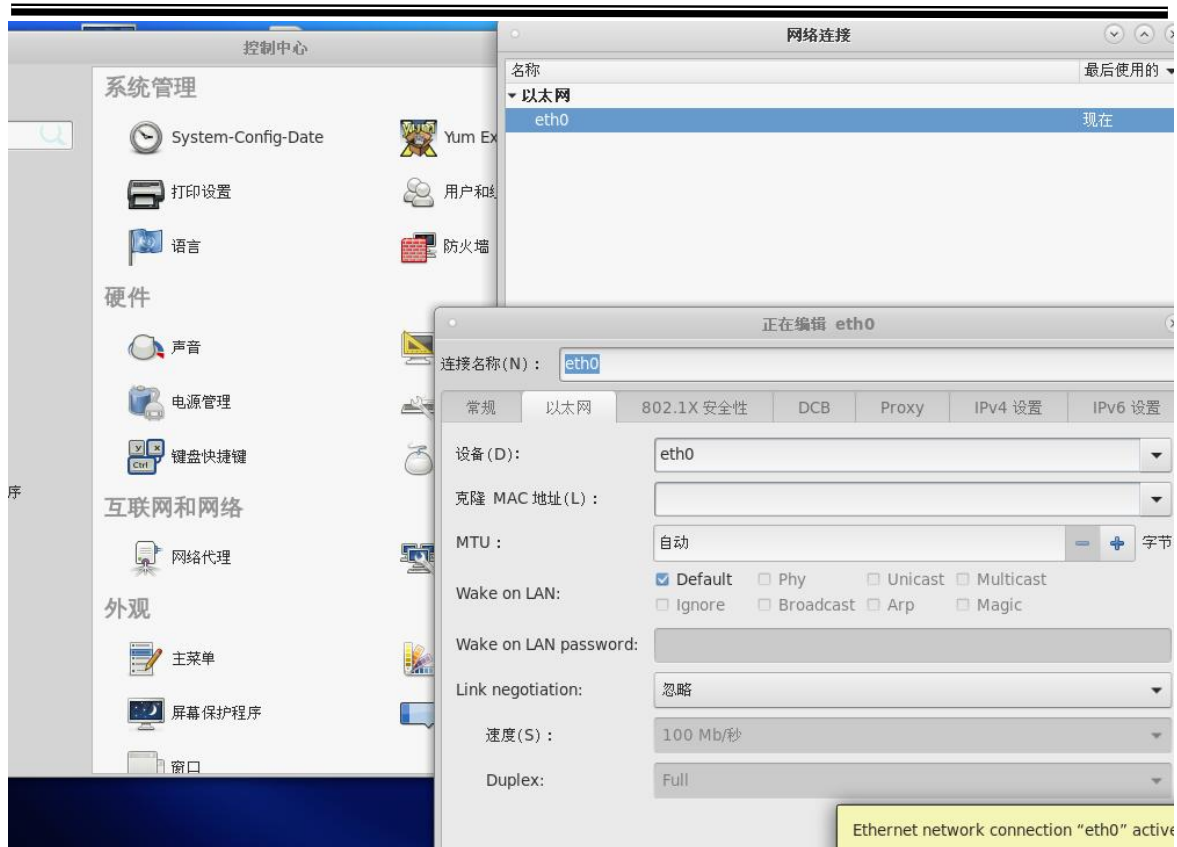 控制中心
系统管理
System-Config-Date
Yum Ex
打印设置
用户和
语言
防火墙
硬件
声音
电源管理
键盘快捷键
序
互联网和网络
网络代理
外观
主菜单
屏幕保护程序
窗口
网络连接
名称 最后使用的
以太网
eth0 现在
正在编辑 eth0
连接名称(N)： eth0
常规 以太网 802.1X 安全性 DCB Proxy IPv4 设置 IPv6 设置
设备(D)： eth0
克隆 MAC 地址(L)：
MTU： 自动 字节
Wake on LAN: Default Phy Unicast Multicast
Ignore Broadcast Arp Magic
Wake on LAN password:
Link negotiation: 忽略
速度(S)： 100 Mb/秒
Duplex: Full
Ethernet network connection “eth0” active